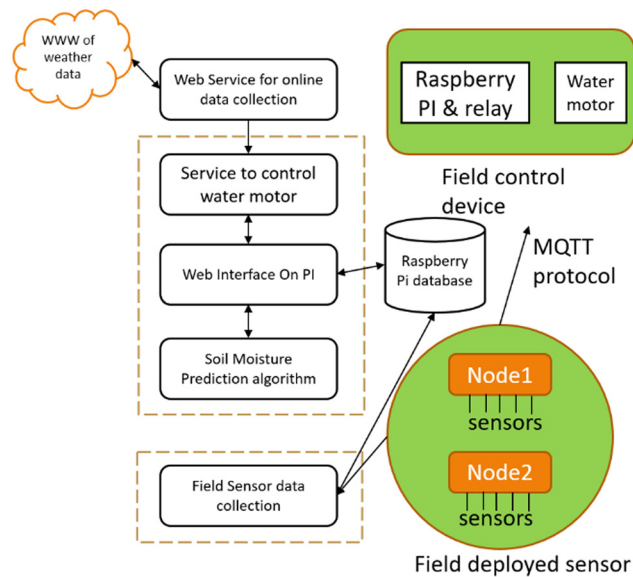 WWW of
weather
data
Web Service for online
data collection
Raspberry
PI & relay
Water
motor
Service to control
water motor
Field control
device
Web Interface On PI
Raspberry
Pi database
MQTT
protocol
Soil Moisture
Prediction algorithm
Node1
sensors
Field Sensor data
collection
Node2
sensors
Field deployed sensor